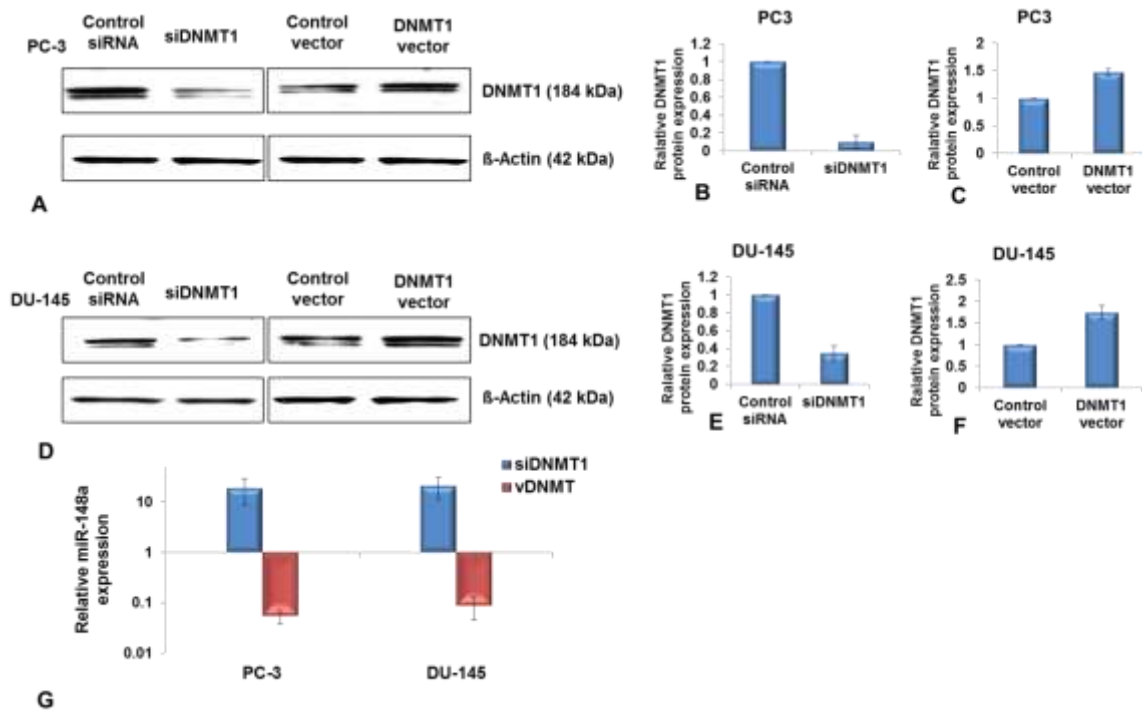 PC-3
Control siRNA
siDNMT1
Control vector
DNMT1 vector
DNMT1 (184 kDa)
ß-Actin (42 kDa)
A
PC3
Ralative DNMT1 protein expression
1.2
1
0.8
0.6
0.4
0.2
0
Control siRNA
siDNMT1
B
PC3
Ralative DNMT1 protein expression
2
1.5
1
0.5
0
Control vector
DNMT1 vector
C
DU-145
Control siRNA
siDNMT1
Control vector
DNMT1 vector
DNMT1 (184 kDa)
ß-Actin (42 kDa)
D
DU-145
Ralative DNMT1 protein expression
1.2
1
0.8
0.6
0.4
0.2
0
Control siRNA
siDNMT1
E
DU-145
Ralative DNMT1 protein expression
2.5
2
1.5
1
0.5
0
Control vector
DNMT1 vector
F
Relative miR-148a expression
10
1
0.1
0.01
siDNMT1
vDNMT
PC-3
DU-145
G